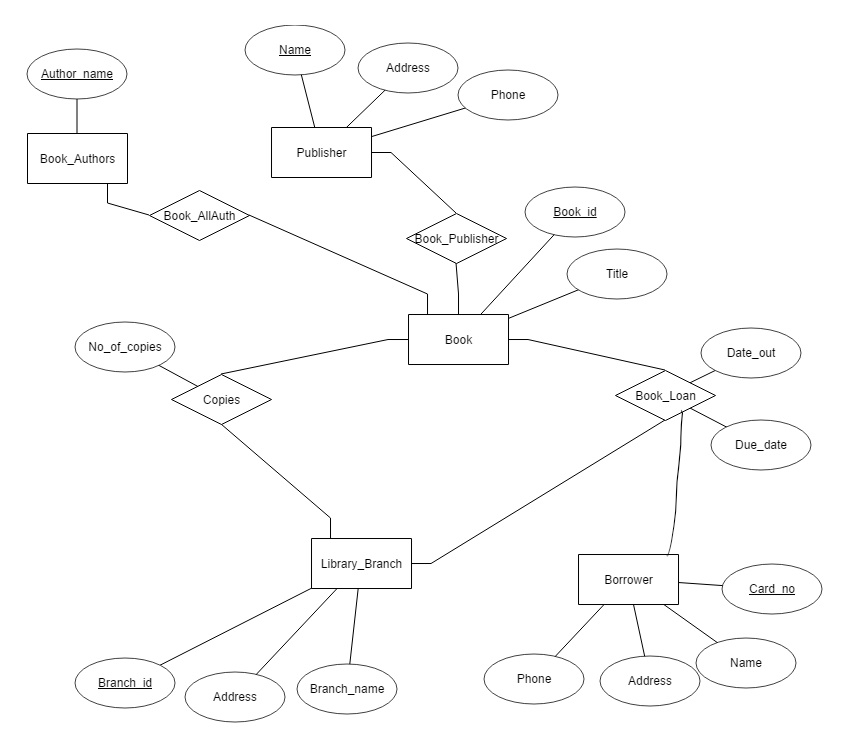 Name
Author_name
Address
Phone
Publisher
Book_Authors
Book_AllAuth
Book_id
Book_Publisher
Title
Book
No_of_copies
Date_out
Copies
Book_Loan
Due_date
Library_Branch
Borrower
Card_no
Name
Phone
Address
Branch_id
Address
Branch_name